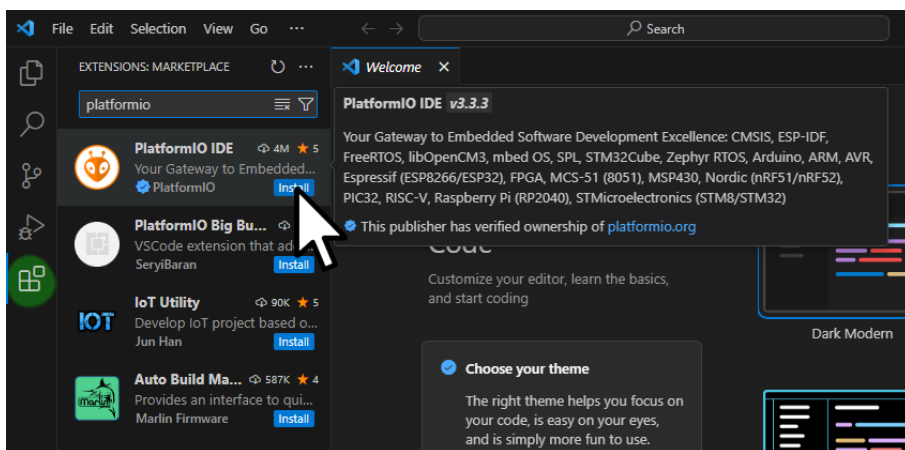 File Edit Selection View Go ···
Search
EXTENSIONS: MARKETPLACE
platformio
PlatformIO IDE 4M 5
Your Gateway to Embedded...
PlatformIO Install
PlatformIO Big Bu...
VSCode extension that ad
SeryiBaran Install
IoT Utility 90K 5
IOT
Develop IoT project based o...
Jun Han Install
Auto Build Ma... 587K 4
Marlin
Provides an interface to qui...
Marlin Firmware Install
Welcome
PlatformIO IDE v3.3.3
Your Gateway to Embedded Software Development Excellence: CMSIS, ESP-IDF,
FreeRTOS, libOpenCM3, mbed OS, SPL, STM32Cube, Zephyr RTOS, Arduino, ARM, AVR,
Espressif (ESP8266/ESP32), FPGA, MCS-51 (8051), MSP430, Nordic (nRF51/nRF52),
PIC32, RISC-V, Raspberry Pi (RP2040), STMicroelectronics (STM8/STM32)
This publisher has verified ownership of platformio.org
Code
Customize your editor, learn the basics,
and start coding
Dark Modern
Choose your theme
The right theme helps you focus on
your code, is easy on your eyes,
and is simply more fun to use.